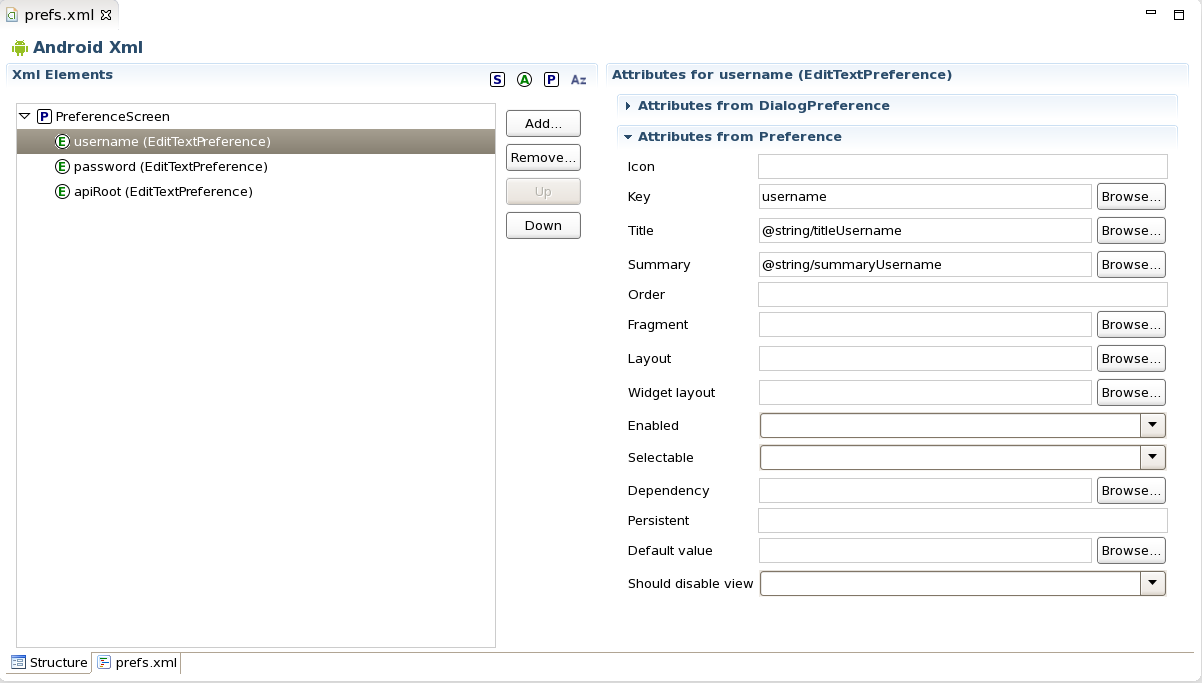 prefs.xml
Android Xml
Xml Elements
S A P Az
P PreferenceScreen
E username (EditTextPreference)
E password (EditTextPreference)
E apiRoot (EditTextPreference)
Add...
Remove...
Up
Down
Attributes for username (EditTextPreference)
Attributes from DialogPreference
Attributes from Preference
Icon
Key username Browse...
Title @string/titleUsername Browse...
Summary @string/summaryUsername Browse...
Order
Fragment Browse...
Layout Browse...
Widget layout Browse...
Enabled
Selectable
Dependency Browse...
Persistent
Default value Browse...
Should disable view
Structure prefs.xml